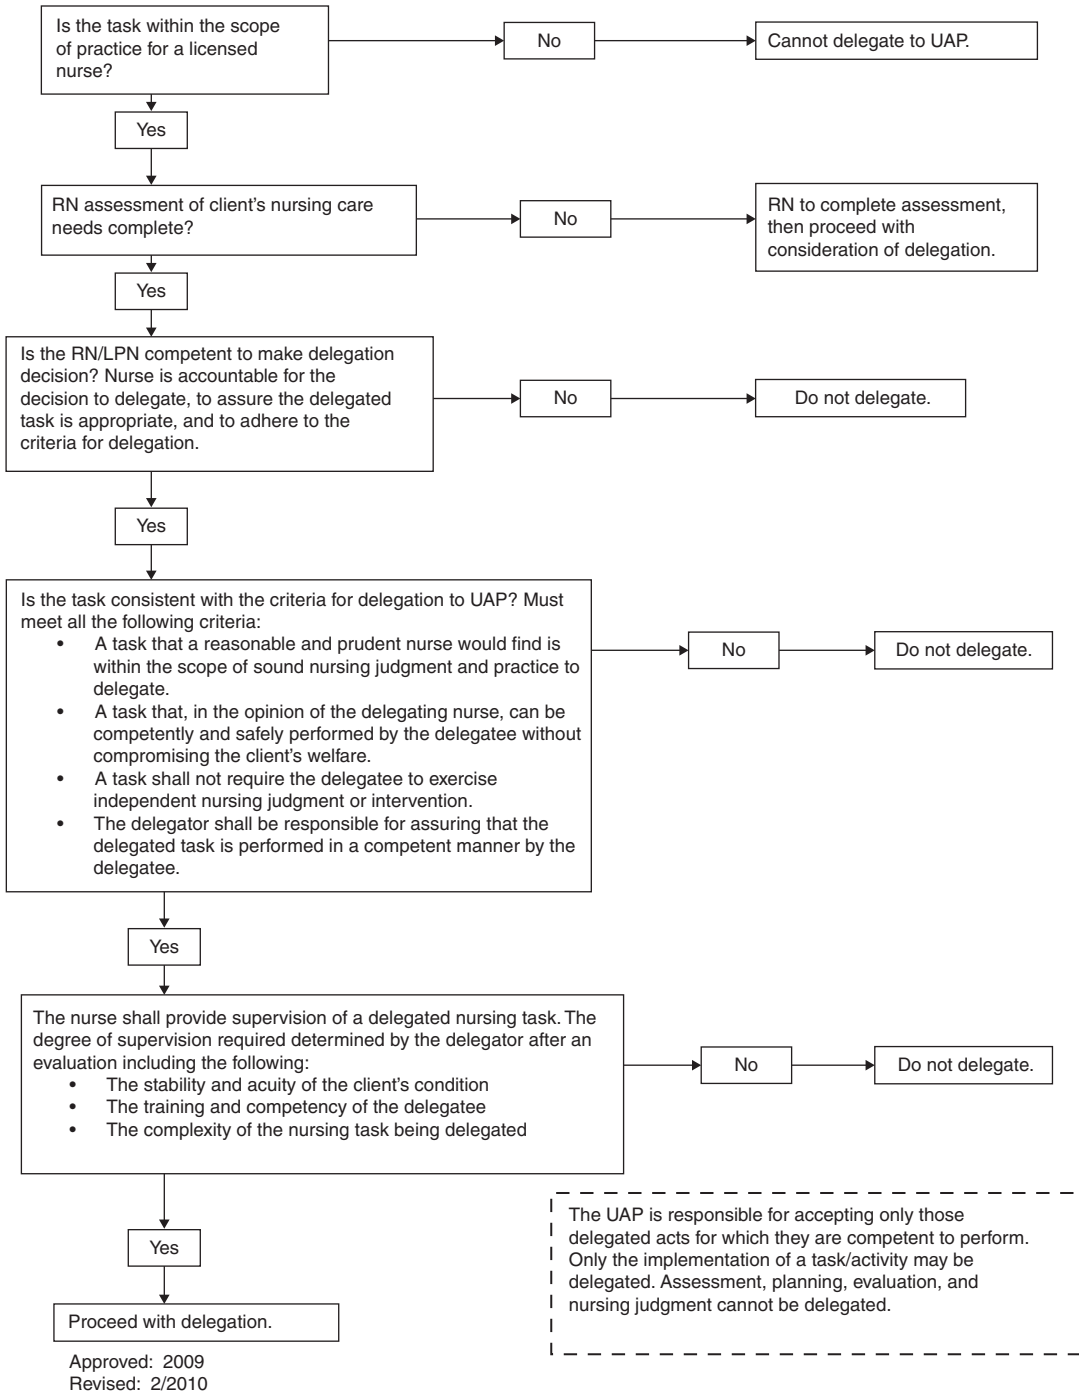 Is the task within the scope
of practice for a licensed
nurse?
No
Cannot delegate to UAP.
Yes
RN assessment of client's nursing care
needs complete?
No
RN to complete assessment,
then proceed with
consideration of delegation.
Yes
Is the RN/LPN competent to make delegation
decision? Nurse is accountable for the
decision to delegate, to assure the delegated
task is appropriate, and to adhere to the
criteria for delegation.
No
Do not delegate.
Yes
Is the task consistent with the criteria for delegation to UAP? Must
meet all the following criteria:
• A task that a reasonable and prudent nurse would find is
within the scope of sound nursing judgment and practice to
delegate.
• A task that, in the opinion of the delegating nurse, can be
competently and safely performed by the delegatee without
compromising the client's welfare.
• A task shall not require the delegatee to exercise
independent nursing judgment or intervention.
• The delegator shall be responsible for assuring that the
delegated task is performed in a competent manner by the
delegatee.
No
Do not delegate.
Yes
The nurse shall provide supervision of a delegated nursing task. The
degree of supervision required determined by the delegator after an
evaluation including the following:
• The stability and acuity of the client's condition
• The training and competency of the delegatee
• The complexity of the nursing task being delegated
No
Do not delegate.
Yes
Proceed with delegation.
The UAP is responsible for accepting only those
delegated acts for which they are competent to perform.
Only the implementation of a task/activity may be
delegated. Assessment, planning, evaluation, and
nursing judgment cannot be delegated.
Approved: 2009
Revised: 2/2010